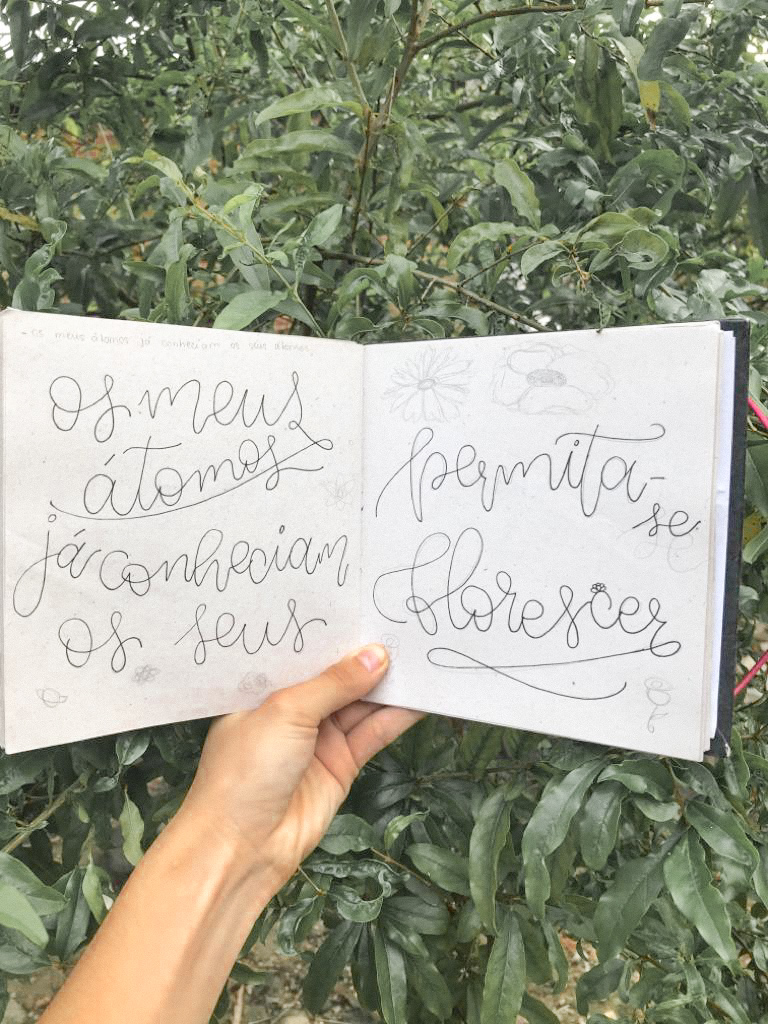 - os meus átomos já conheciam os seus átomos.
os meus
átomos
já conheciam
os seus
permita-
se
florescer